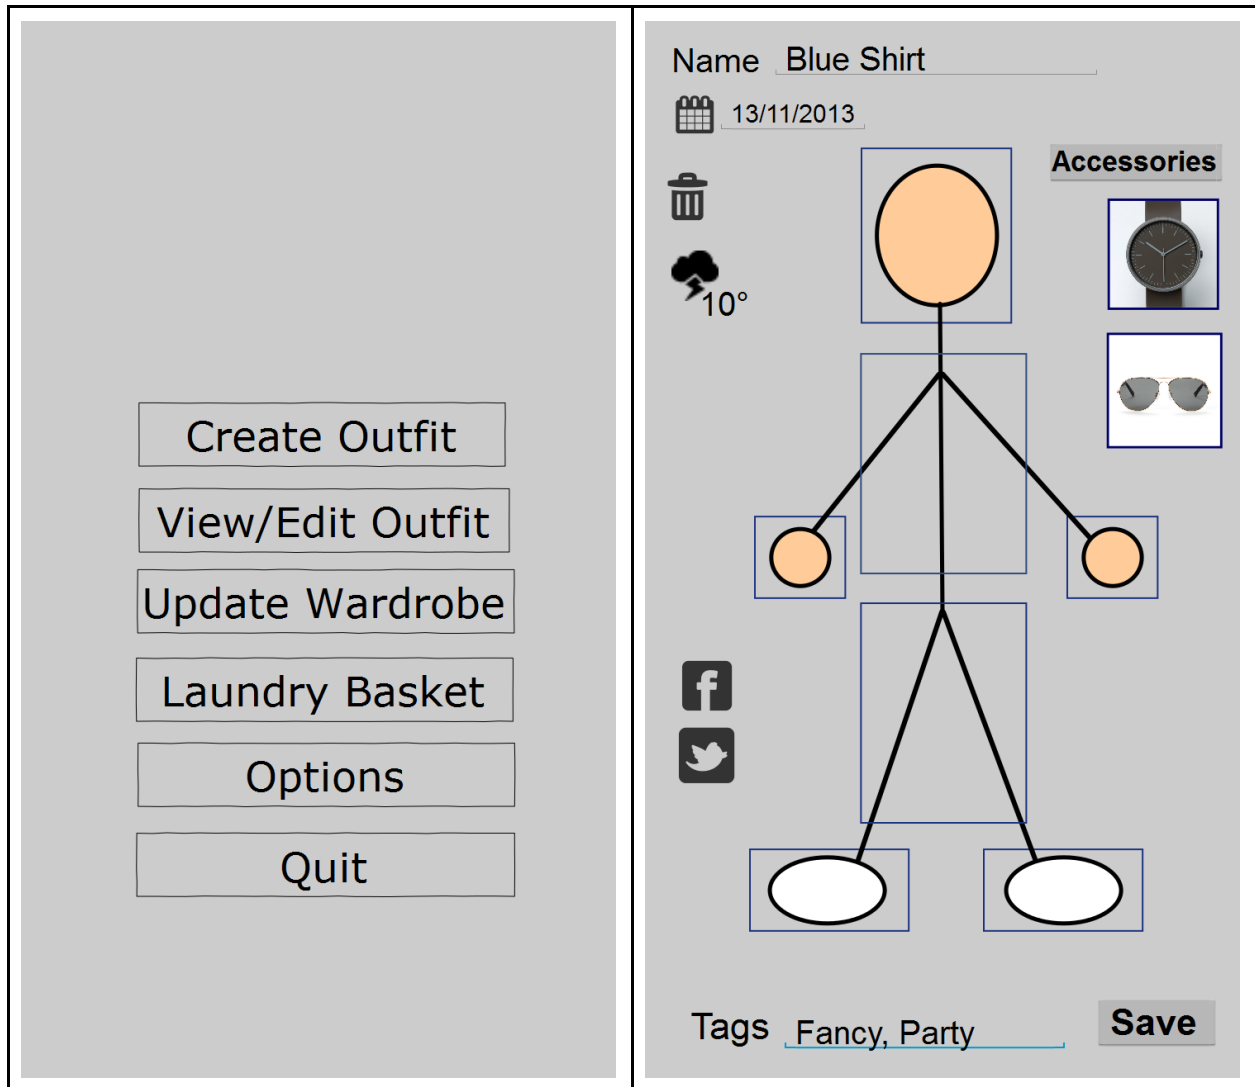 Create Outfit
View/Edit Outfit
Update Wardrobe
Laundry Basket
Options
Quit
Name Blue Shirt
13/11/2013
Accessories
10°
Tags Fancy, Party
Save